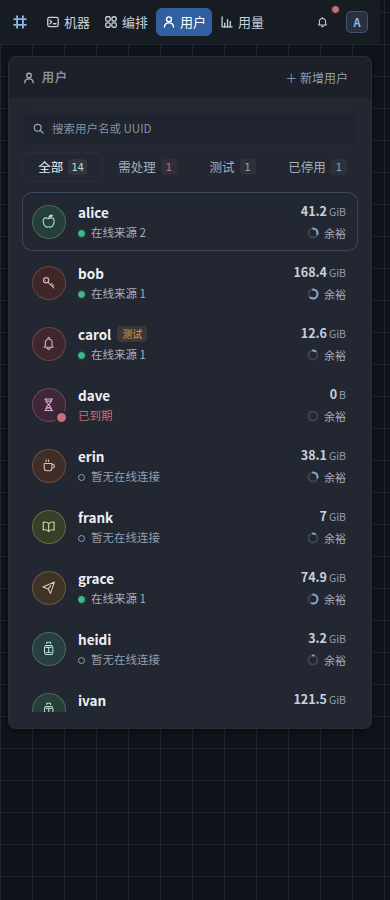 机器 编排 用户 用量 A
用户 新增用户
搜索用户名或 UUID
全部 14 需处理 1 测试 1 已停用 1
alice 41.2 GiB
在线来源 2 余裕
bob 168.4 GiB
在线来源 1 余裕
carol 测试 12.6 GiB
在线来源 1 余裕
dave 0 B
已到期 余裕
erin 38.1 GiB
暂无在线连接 余裕
frank 7 GiB
暂无在线连接 余裕
grace 74.9 GiB
在线来源 1 余裕
heidi 3.2 GiB
暂无在线连接 余裕
ivan 121.5 GiB